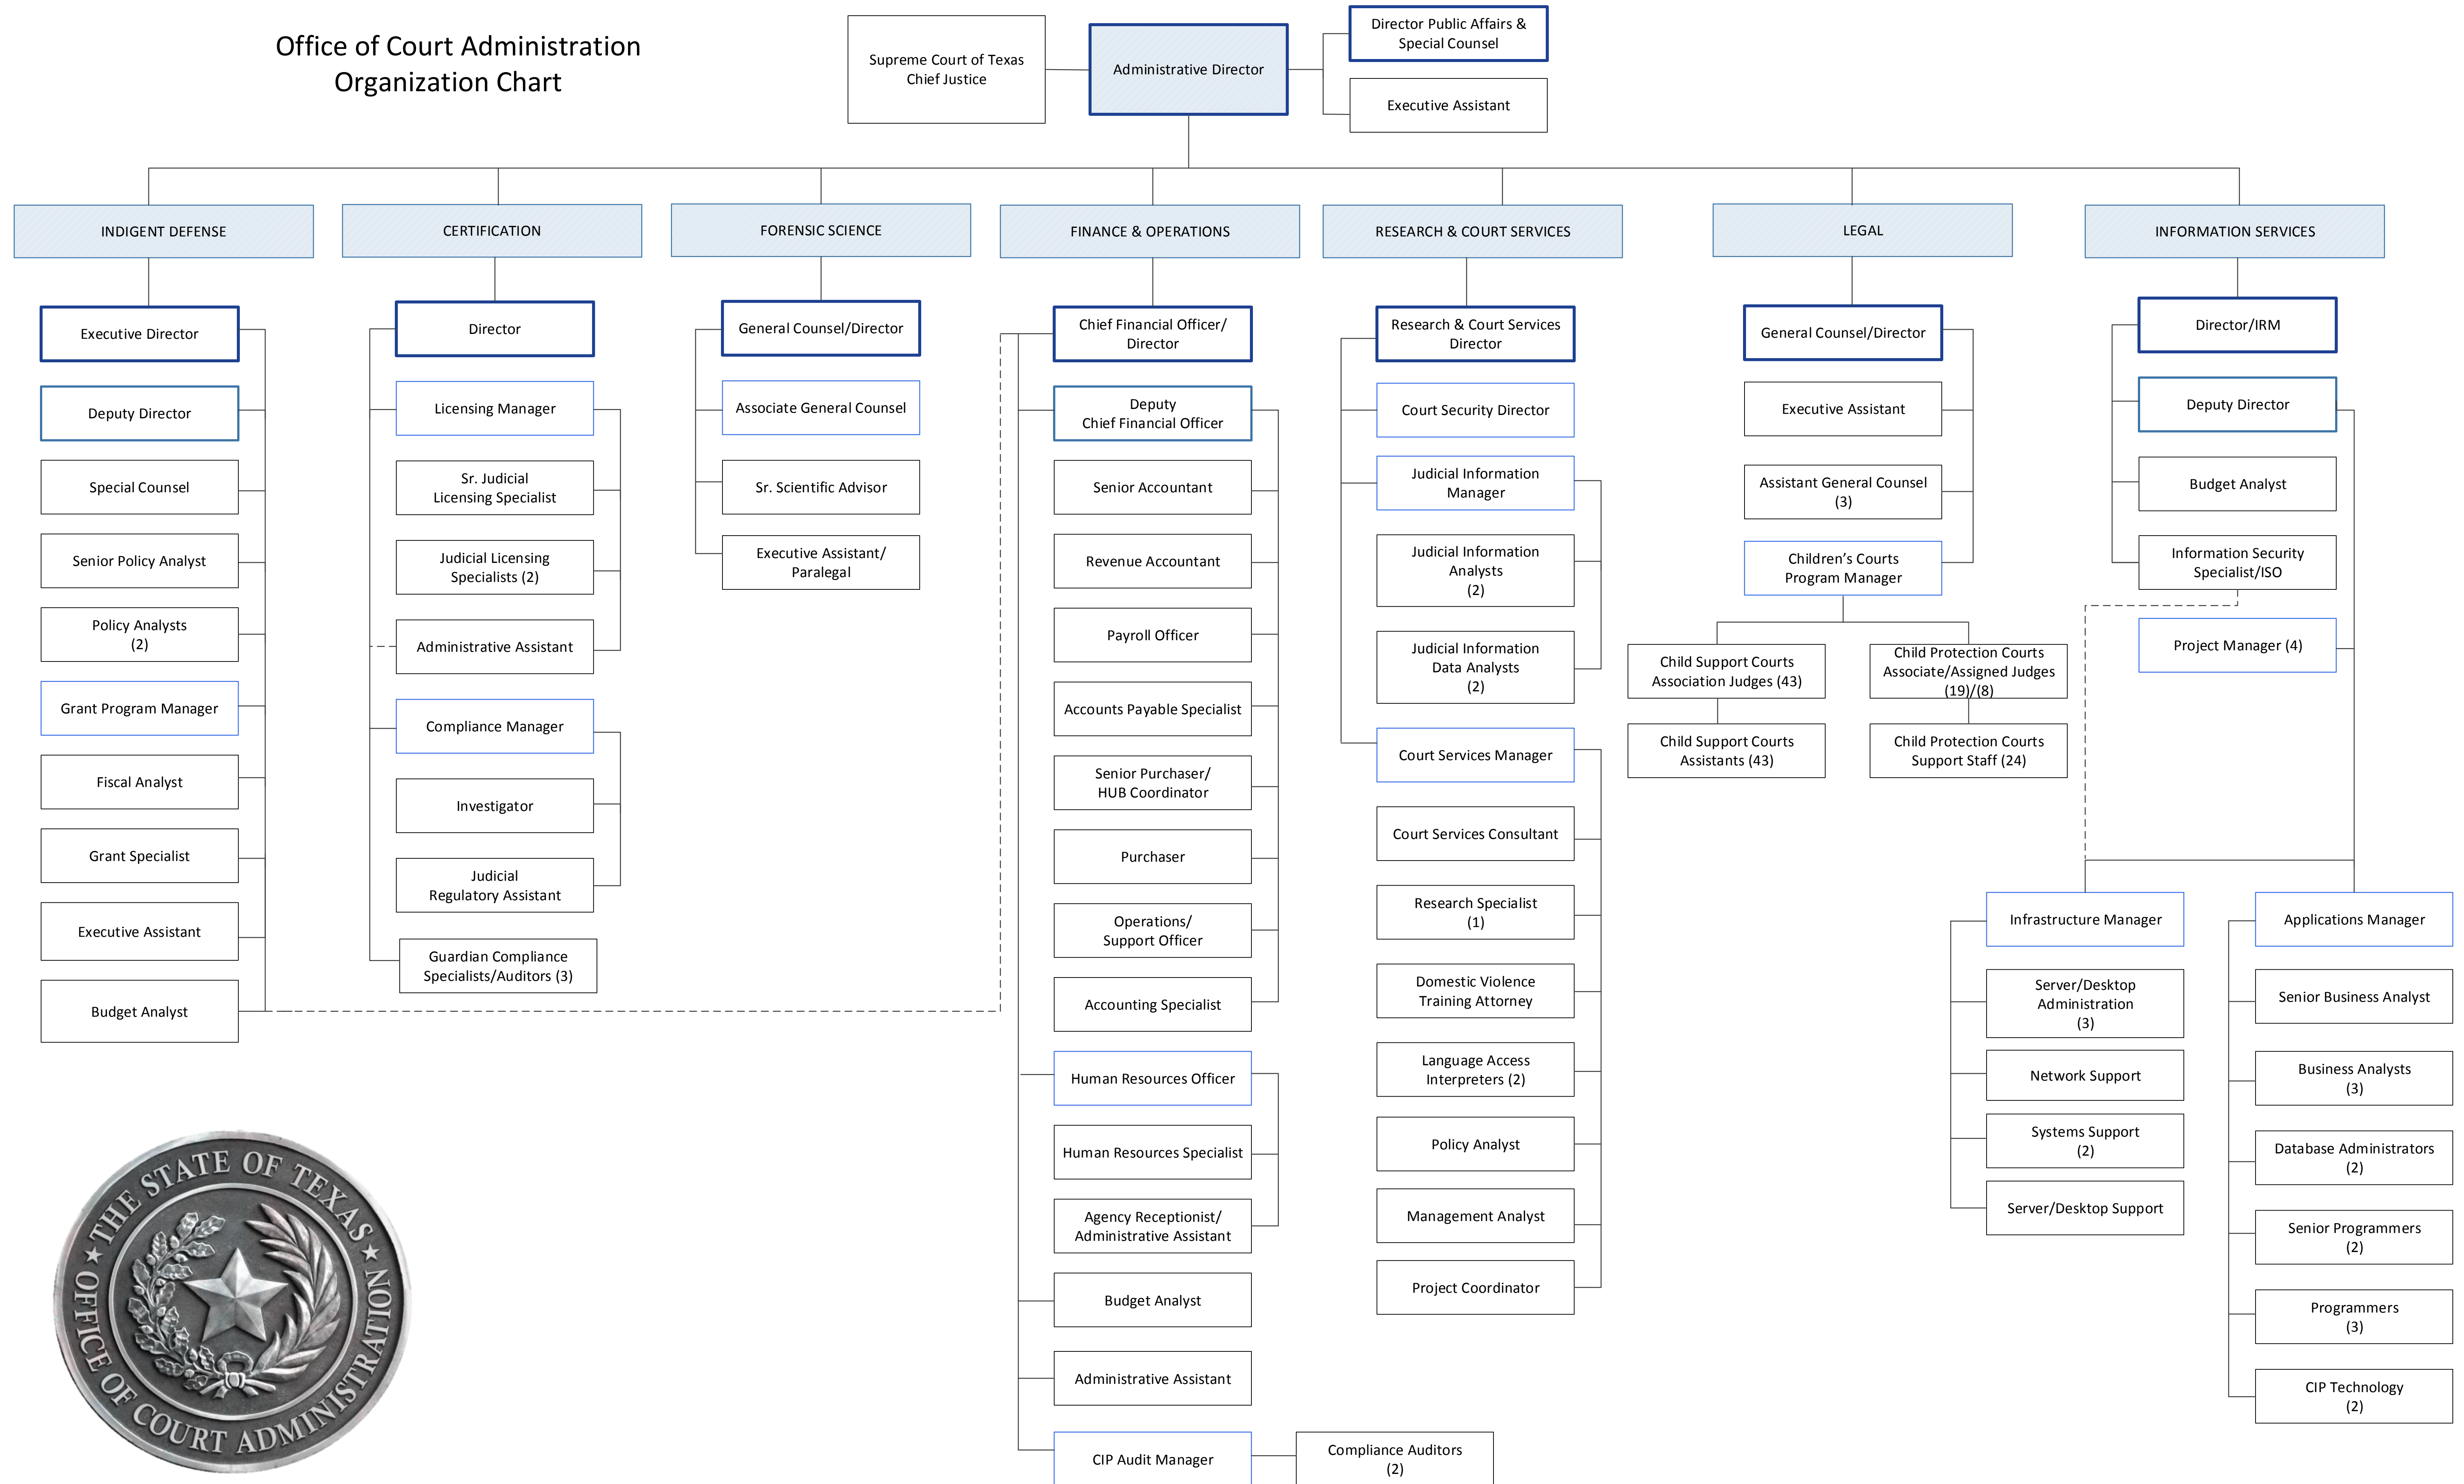 Office of Court Administration
Organization Chart
Supreme Court of Texas
Chief Justice
Administrative Director
Director Public Affairs &
Special Counsel
Executive Assistant
INDIGENT DEFENSE
CERTIFICATION
FORENSIC SCIENCE
FINANCE & OPERATIONS
RESEARCH & COURT SERVICES
LEGAL
INFORMATION SERVICES
Executive Director
Deputy Director
Special Counsel
Senior Policy Analyst
Policy Analysts
(2)
Grant Program Manager
Fiscal Analyst
Grant Specialist
Executive Assistant
Budget Analyst
Director
Licensing Manager
Sr. Judicial
Licensing Specialist
Judicial Licensing
Specialists (2)
Administrative Assistant
Compliance Manager
Investigator
Judicial
Regulatory Assistant
Guardian Compliance
Specialists/Auditors (3)
General Counsel/Director
Associate General Counsel
Sr. Scientific Advisor
Executive Assistant/
Paralegal
Chief Financial Officer/
Director
Deputy
Chief Financial Officer
Senior Accountant
Revenue Accountant
Payroll Officer
Accounts Payable Specialist
Senior Purchaser/
HUB Coordinator
Purchaser
Operations/
Support Officer
Accounting Specialist
Human Resources Officer
Human Resources Specialist
Agency Receptionist/
Administrative Assistant
Budget Analyst
Administrative Assistant
CIP Audit Manager
Compliance Auditors
(2)
Research & Court Services
Director
Court Security Director
Judicial Information
Manager
Judicial Information
Analysts
(2)
Judicial Information
Data Analysts
(2)
Court Services Manager
Court Services Consultant
Research Specialist
(1)
Domestic Violence
Training Attorney
Language Access
Interpreters (2)
Policy Analyst
Management Analyst
Project Coordinator
General Counsel/Director
Executive Assistant
Assistant General Counsel
(3)
Children’s Courts
Program Manager
Child Support Courts
Association Judges (43)
Child Support Courts
Assistants (43)
Child Protection Courts
Associate/Assigned Judges
(19)/(8)
Child Protection Courts
Support Staff (24)
Director/IRM
Deputy Director
Budget Analyst
Information Security
Specialist/ISO
Project Manager (4)
Infrastructure Manager
Server/Desktop
Administration
(3)
Network Support
Systems Support
(2)
Server/Desktop Support
Applications Manager
Senior Business Analyst
Business Analysts
(3)
Database Administrators
(2)
Senior Programmers
(2)
Programmers
(3)
CIP Technology
(2)
THE STATE OF TEXAS
OFFICE OF COURT ADMINISTRATION